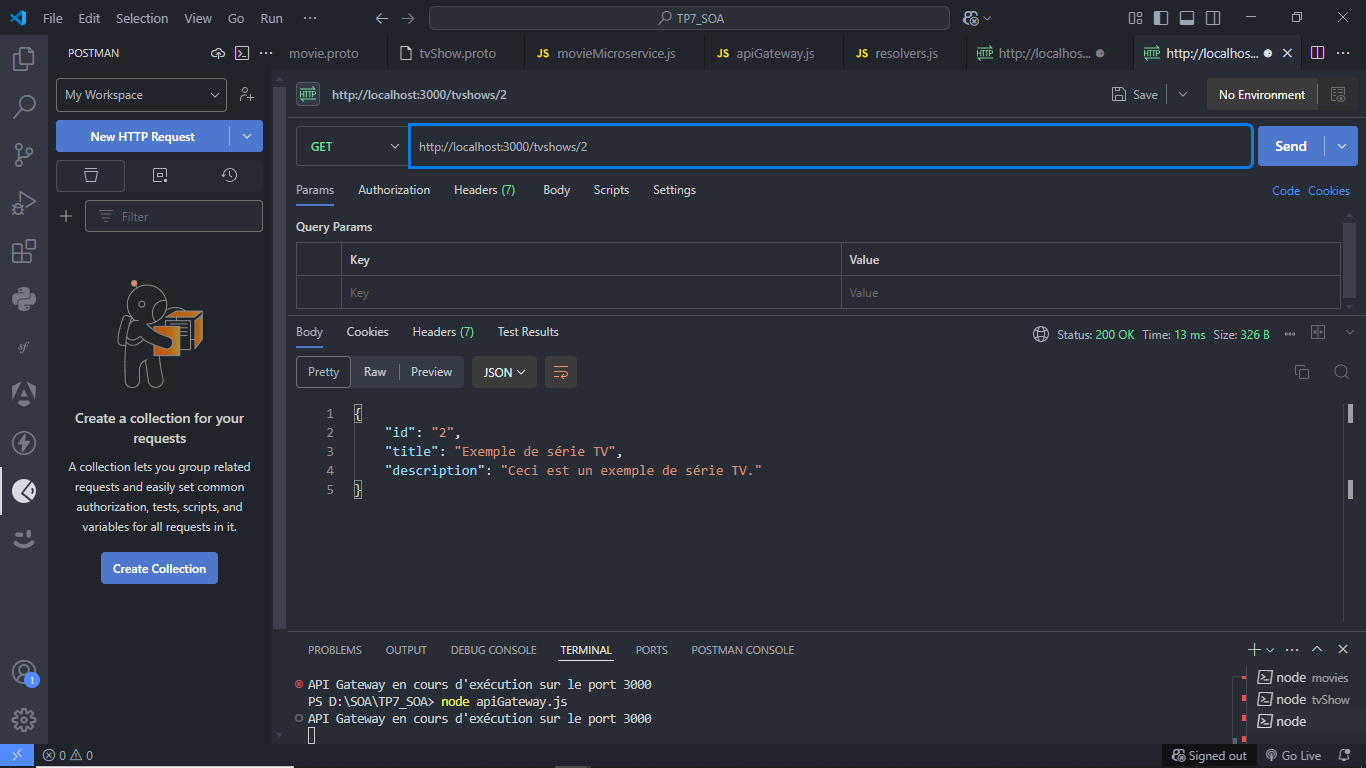 File Edit Selection View Go Run ··· TP7_SOA
POSTMAN ··· movie.proto tvShow.proto JS movieMicroservice.js JS apiGateway.js JS resolvers.js HTTP http://localhos... HTTP http://localhos... ···
My Workspace
HTTP http://localhost:3000/tvshows/2 Save No Environment
New HTTP Request
GET http://localhost:3000/tvshows/2 Send
Params Authorization Headers (7) Body Scripts Settings Code Cookies
Filter
Query Params
Key Value
Key Value
Body Cookies Headers (7) Test Results Status: 200 OK Time: 13 ms Size: 326 B
Pretty Raw Preview JSON
1 {
2 "id": "2",
3 "title": "Exemple de série TV",
4 "description": "Ceci est un exemple de série TV."
5 }
Create a collection for your
requests
A collection lets you group related
requests and easily set common
authorization, tests, scripts, and
variables for all requests in it.
Create Collection
PROBLEMS OUTPUT DEBUG CONSOLE TERMINAL PORTS POSTMAN CONSOLE
API Gateway en cours d'exécution sur le port 3000
PS D:\SOA\TP7_SOA> node apiGateway.js
API Gateway en cours d'exécution sur le port 3000
node movies
node tvShow
node
1
0 0 Signed out Go Live